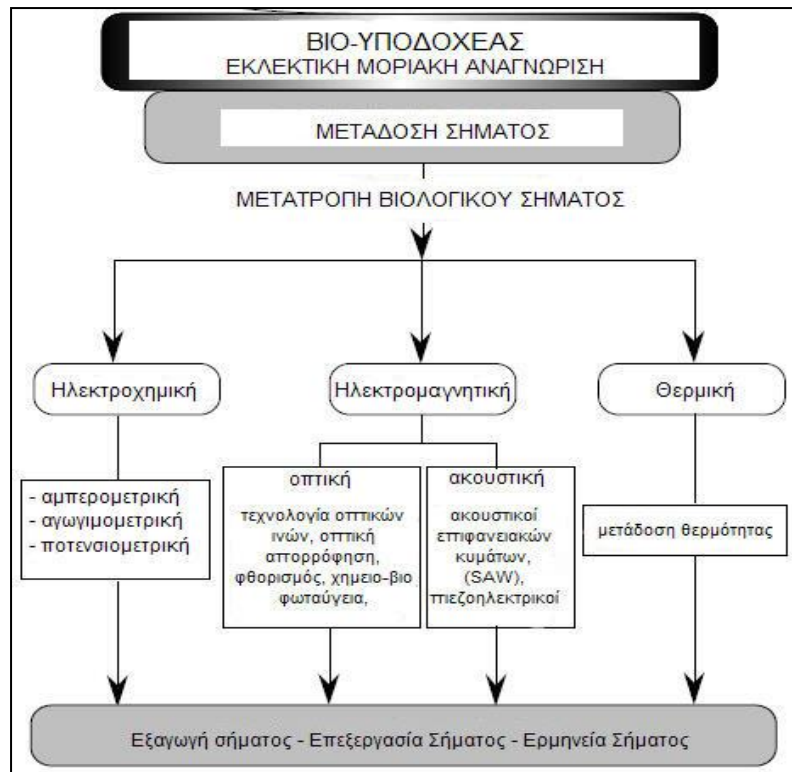 ΒΙΟ-ΥΠΟΔΟΧΕΑΣ
ΕΚΛΕΚΤΙΚΗ ΜΟΡΙΑΚΗ ΑΝΑΓΝΩΡΙΣΗ
ΜΕΤΑΔΟΣΗ ΣΗΜΑΤΟΣ
ΜΕΤΑΤΡΟΠΗ ΒΙΟΛΟΓΙΚΟΥ ΣΗΜΑΤΟΣ
Ηλεκτροχημική
Ηλεκτρομαγνητική
Θερμική
- αμπερομετρική
- αγωγιμομετρική
- ποτενσιομετρική
οπτική
τεχνολογία οπτικών
ινών, οπτική
απορρόφηση,
φθορισμός, χημειο-βιο
φωταύγεια,
ακουστική
ακουστικοί
επιφανειακών
κυμάτων,
(SAW),
πιεζοηλεκτρικοί
μετάδοση θερμότητας
Εξαγωγή σήματος - Επεξεργασία Σήματος - Ερμηνεία Σήματος